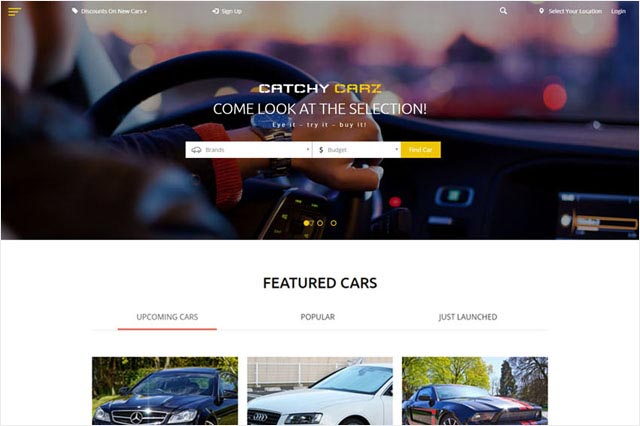 Discounts On New Cars »
Sign Up
Select Your Location
Login
CATCHY CARZ
COME LOOK AT THE SELECTION!
Eye it - try it - buy it!
Brands
$ Budget
Find Car
FEATURED CARS
UPCOMING CARS
POPULAR
JUST LAUNCHED